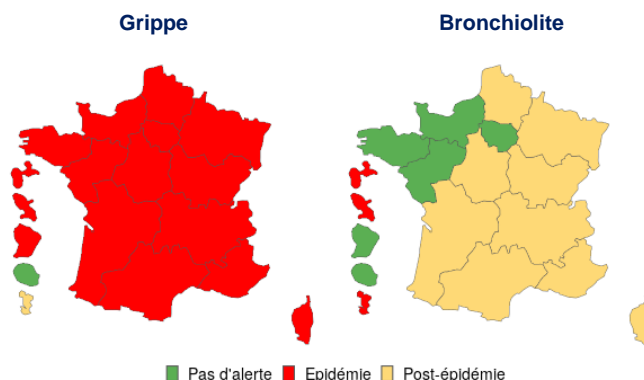 Grippe
Bronchiolite
Pas d'alerte
Epidémie
Post-épidémie